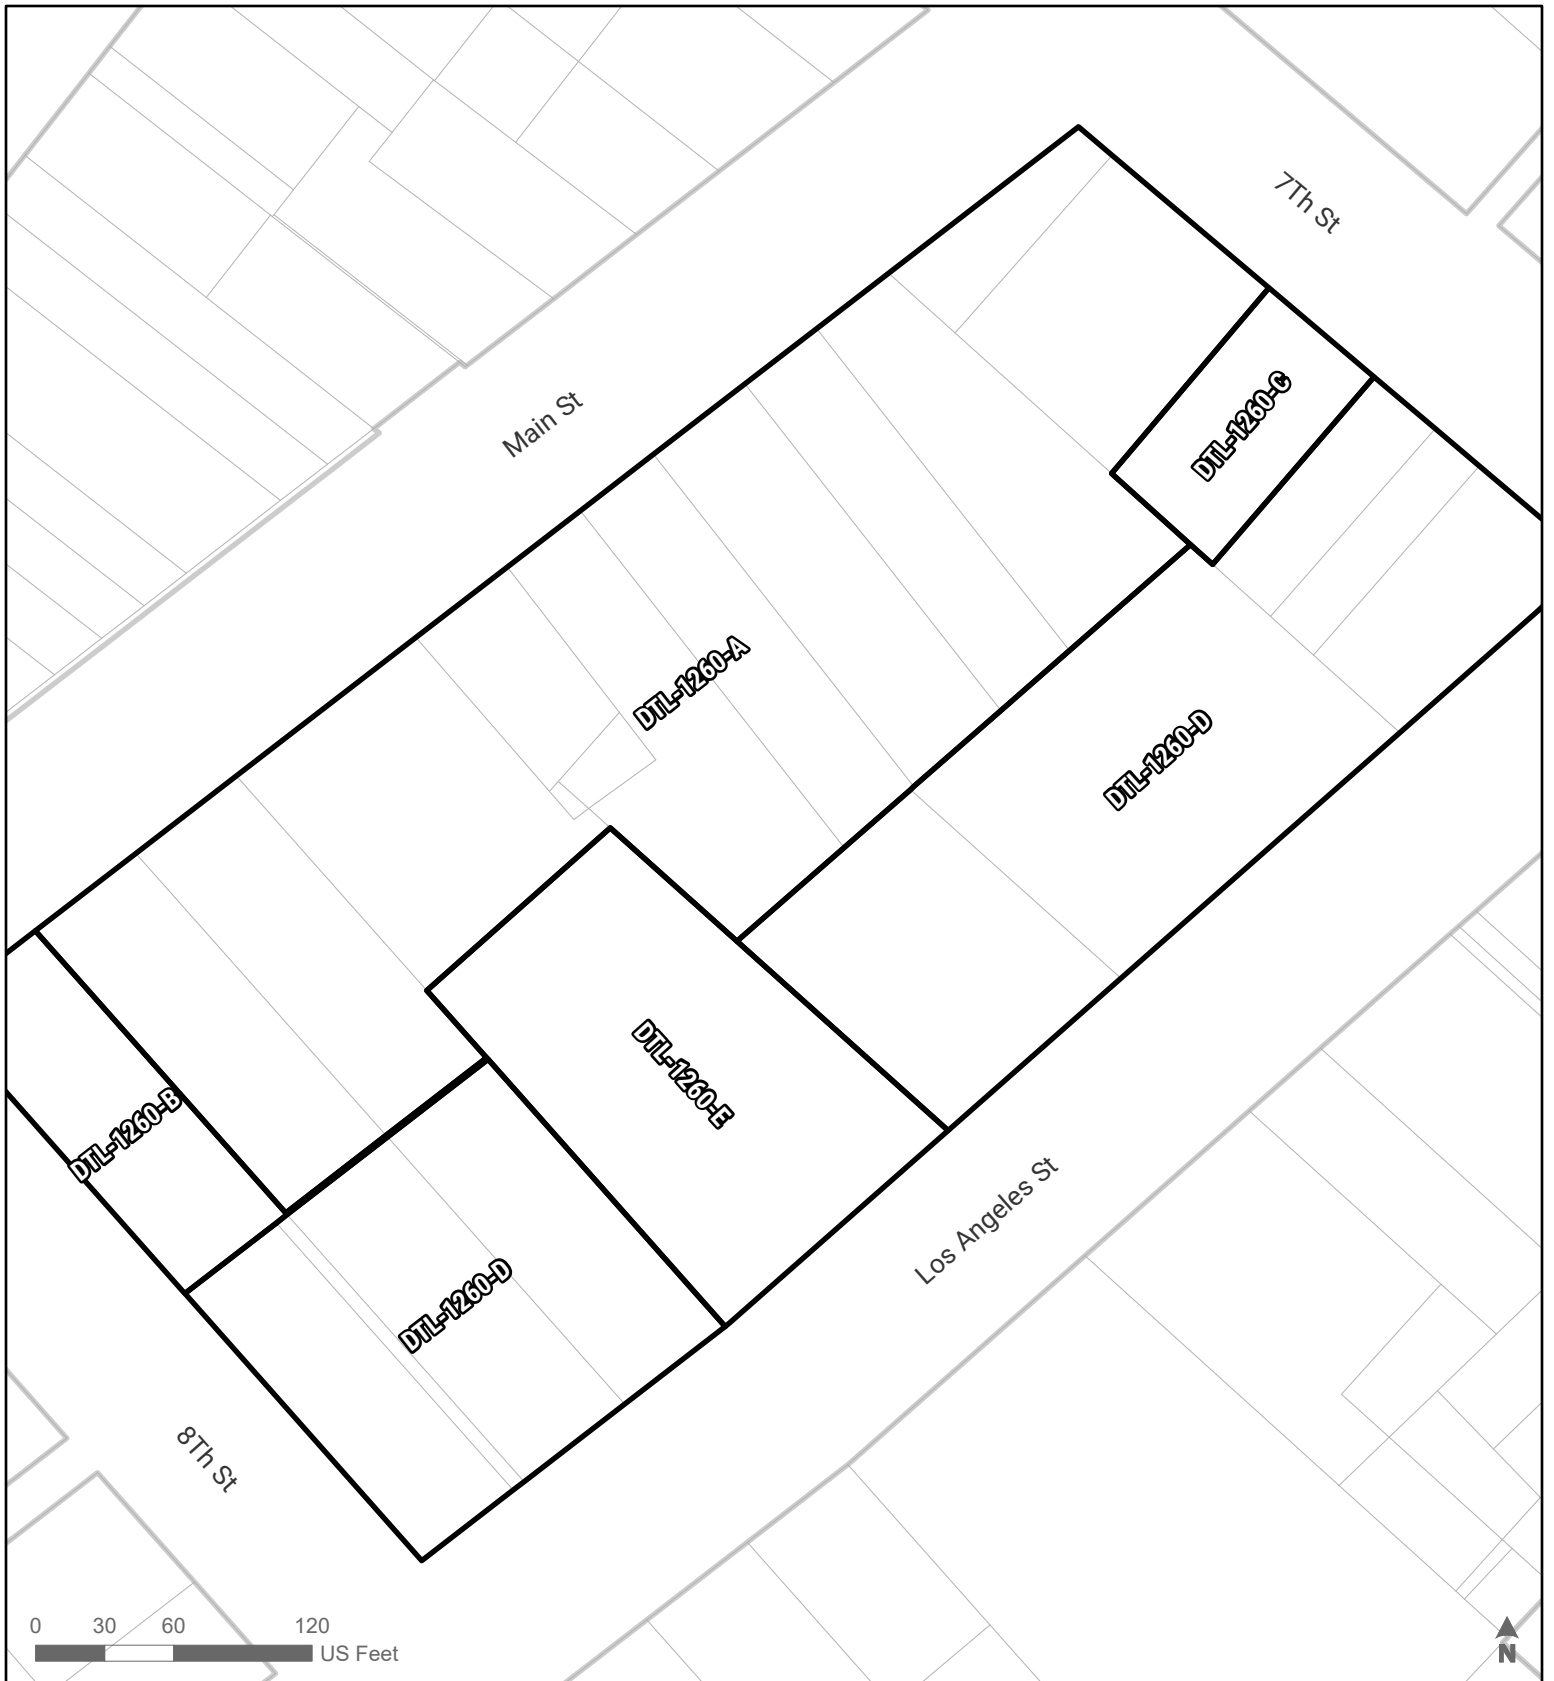 7Th St
DTL-1260-C
Main St
DTL-1260-A
DTL-1260-D
DTL-1260-E
DTL-1260-B
Los Angeles St
DTL-1260-D
8Th St
0 30 60 120
US Feet
N